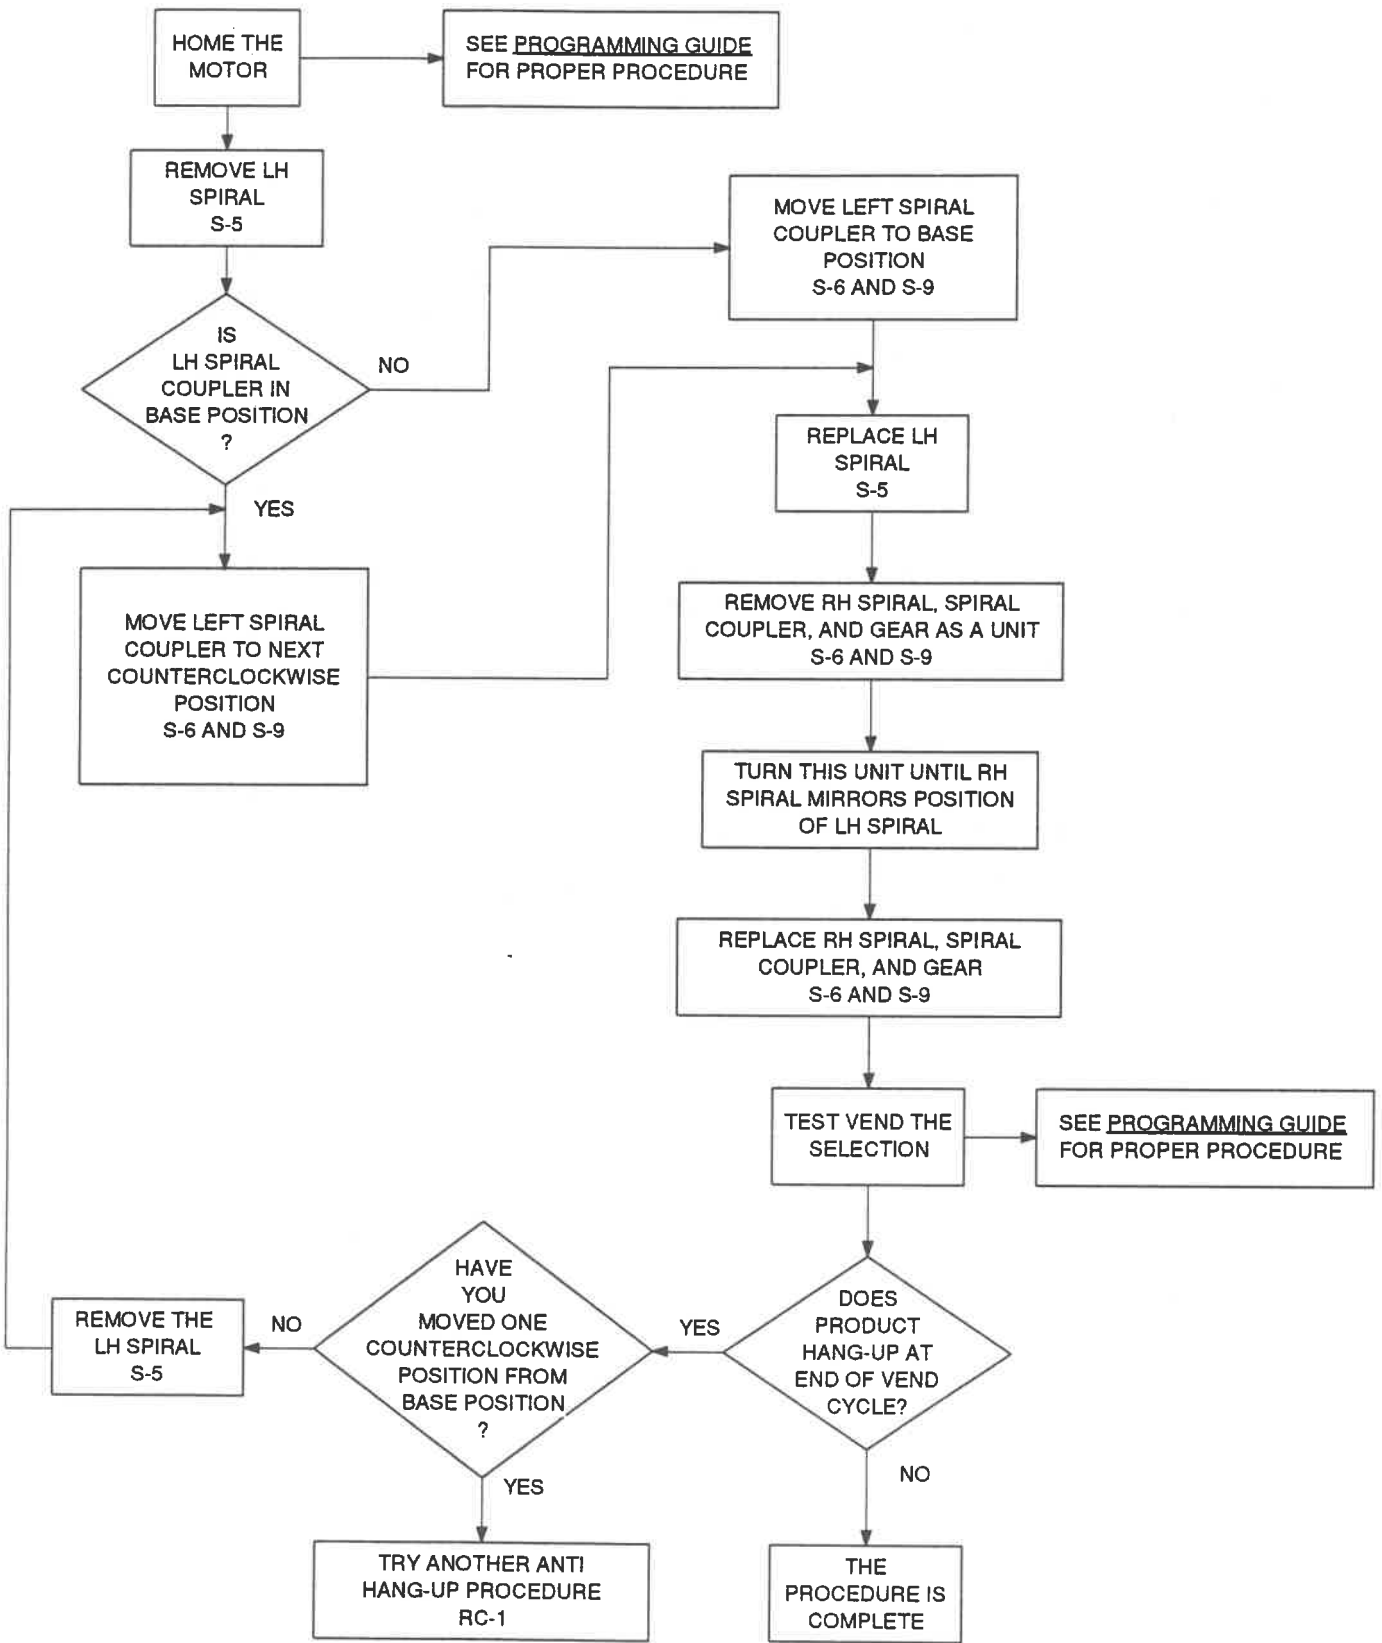 HOME THE
MOTOR
SEE PROGRAMMING GUIDE
FOR PROPER PROCEDURE
REMOVE LH
SPIRAL
S-5
MOVE LEFT SPIRAL
COUPLER TO BASE
POSITION
S-6 AND S-9
IS
LH SPIRAL
COUPLER IN
BASE POSITION
?
NO
YES
REPLACE LH
SPIRAL
S-5
MOVE LEFT SPIRAL
COUPLER TO NEXT
COUNTERCLOCKWISE
POSITION
S-6 AND S-9
REMOVE RH SPIRAL, SPIRAL
COUPLER, AND GEAR AS A UNIT
S-6 AND S-9
TURN THIS UNIT UNTIL RH
SPIRAL MIRRORS POSITION
OF LH SPIRAL
REPLACE RH SPIRAL, SPIRAL
COUPLER, AND GEAR
S-6 AND S-9
TEST VEND THE
SELECTION
SEE PROGRAMMING GUIDE
FOR PROPER PROCEDURE
DOES
PRODUCT
HANG-UP AT
END OF VEND
CYCLE?
YES
NO
HAVE
YOU
MOVED ONE
COUNTERCLOCKWISE
POSITION FROM
BASE POSITION
?
NO
YES
REMOVE THE
LH SPIRAL
S-5
TRY ANOTHER ANTI
HANG-UP PROCEDURE
RC-1
THE
PROCEDURE IS
COMPLETE